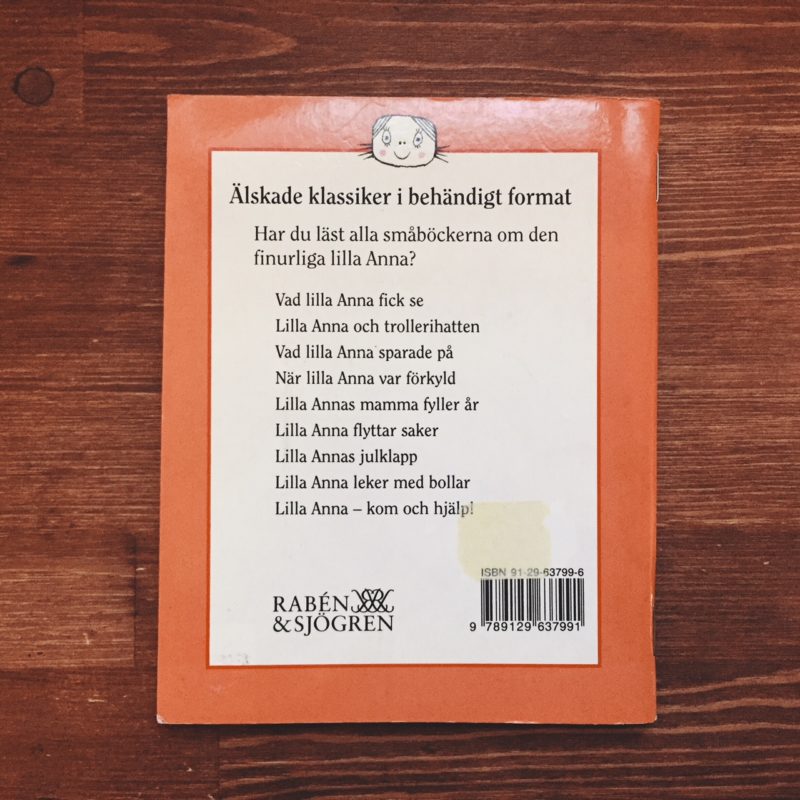 Älskade klassiker i behändigt format
Har du läst alla småböckerna om den
finurliga lilla Anna?
Vad lilla Anna fick se
Lilla Anna och trollerihatten
Vad lilla Anna sparade på
När lilla Anna var förkyld
Lilla Annas mamma fyller år
Lilla Anna flyttar saker
Lilla Annas julklapp
Lilla Anna leker med bollar
Lilla Anna – kom och hjälp!
ISBN 91-29-63799-6
RABÉN
&SJÖGREN
9 789129 637991